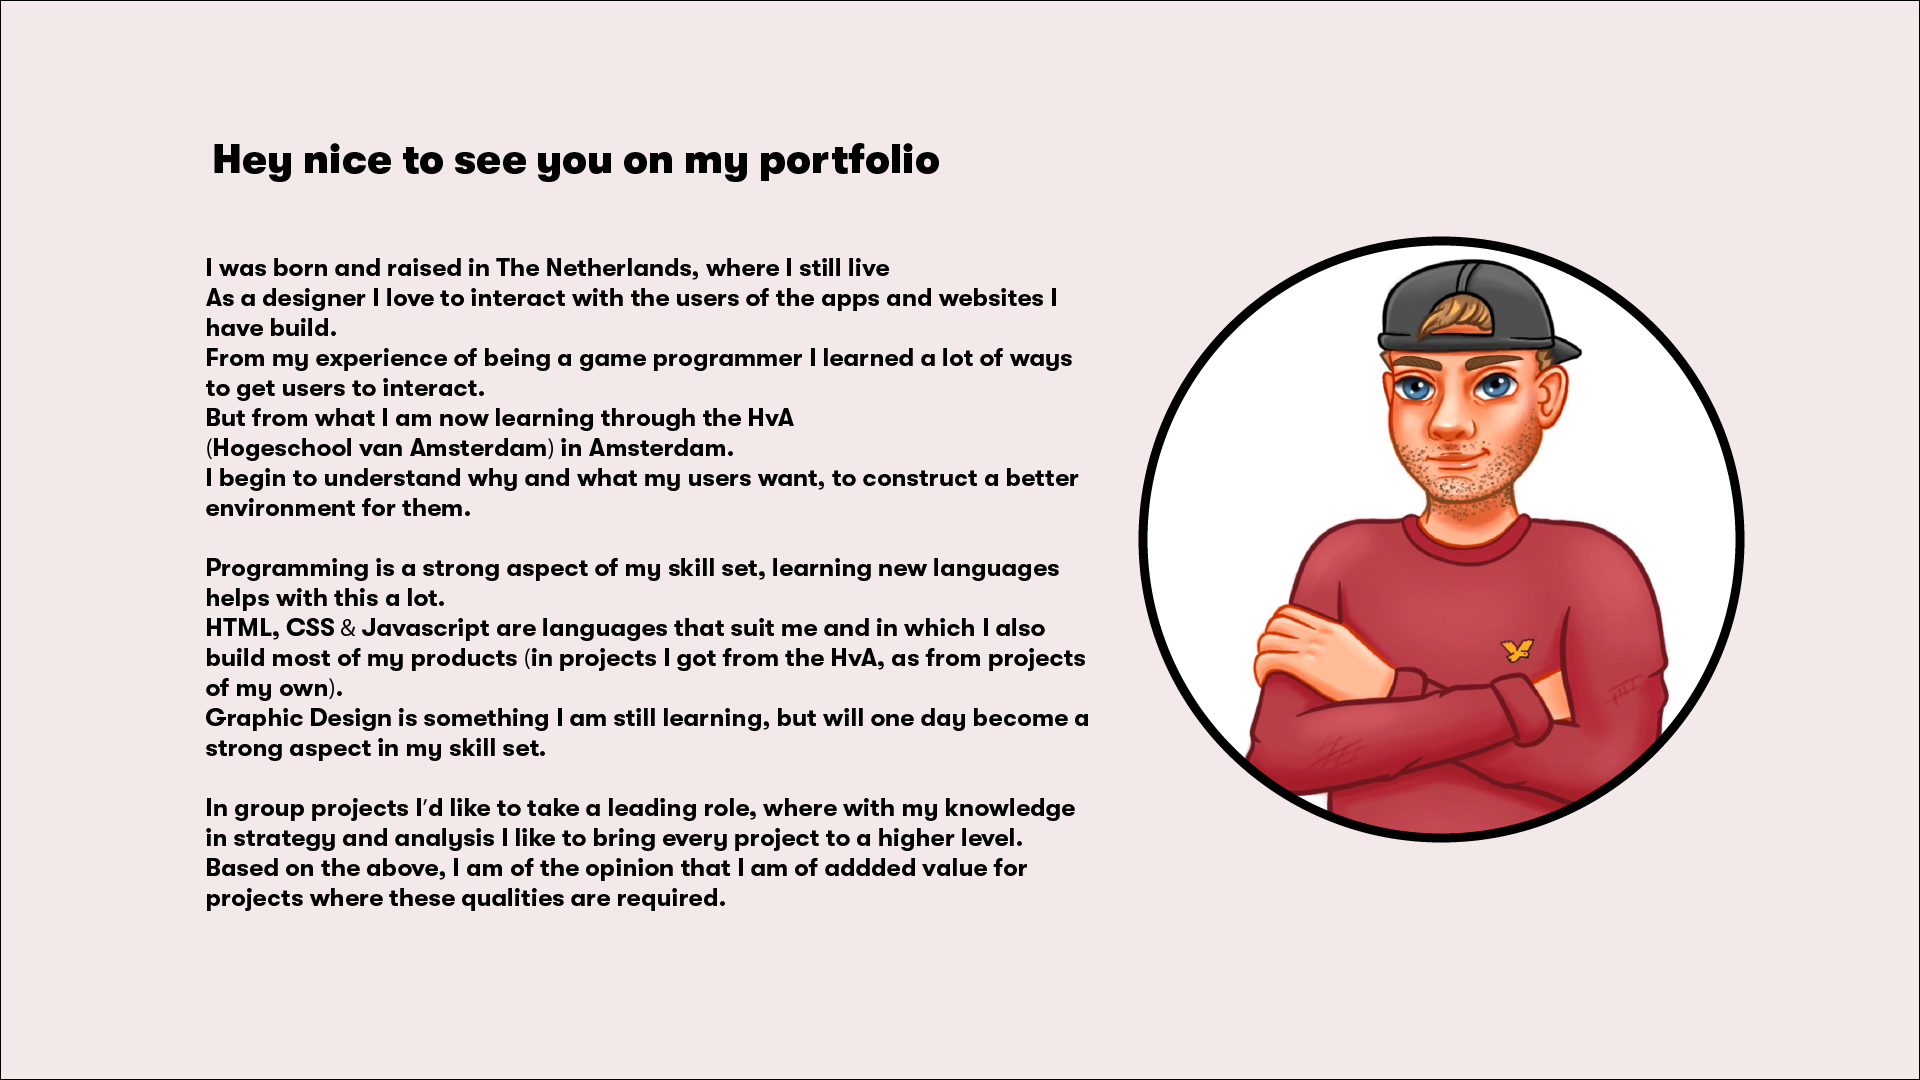 Hey nice to see you on my portfolio
I was born and raised in The Netherlands, where I still live
As a designer I love to interact with the users of the apps and websites I
have build.
From my experience of being a game programmer I learned a lot of ways
to get users to interact.
But from what I am now learning through the HvA
(Hogeschool van Amsterdam) in Amsterdam.
I begin to understand why and what my users want, to construct a better
environment for them.
Programming is a strong aspect of my skill set, learning new languages
helps with this a lot.
HTML, CSS & Javascript are languages that suit me and in which I also
build most of my products (in projects I got from the HvA, as from projects
of my own).
Graphic Design is something I am still learning, but will one day become a
strong aspect in my skill set.
In group projects I'd like to take a leading role, where with my knowledge
in strategy and analysis I like to bring every project to a higher level.
Based on the above, I am of the opinion that I am of addded value for
projects where these qualities are required.